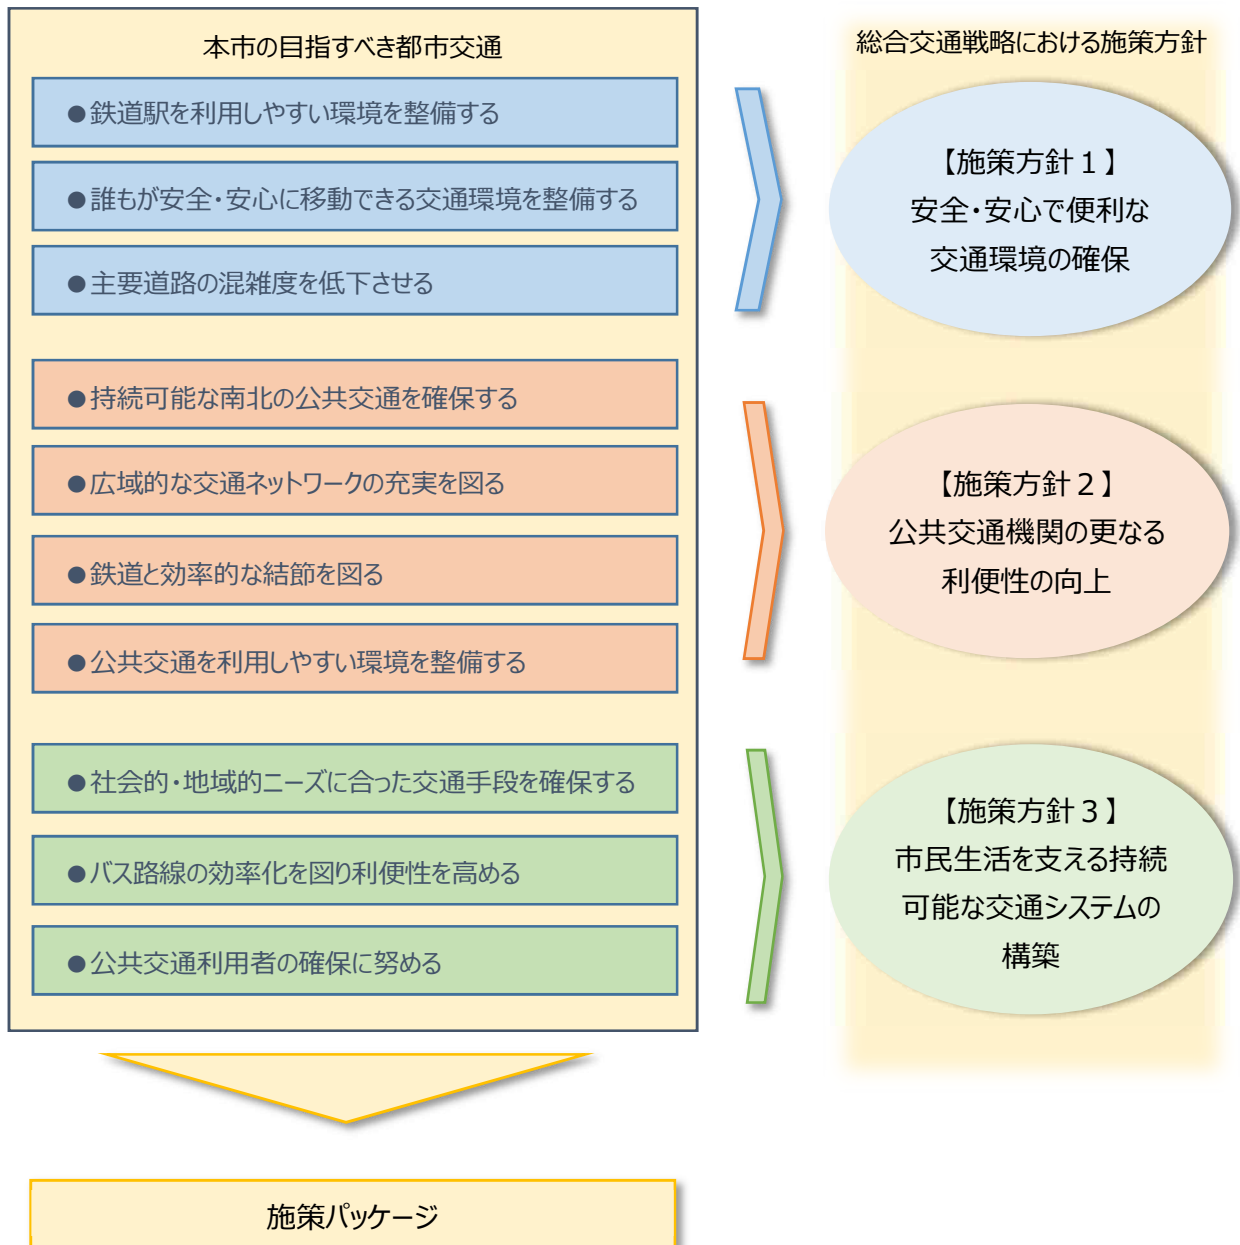 本市の目指すべき都市交通
●鉄道駅を利用しやすい環境を整備する
●誰もが安全・安心に移動できる交通環境を整備する
●主要道路の混雑度を低下させる
●持続可能な南北の公共交通を確保する
●広域的な交通ネットワークの充実を図る
●鉄道と効率的な結節を図る
●公共交通を利用しやすい環境を整備する
●社会的・地域的ニーズに合った交通手段を確保する
●バス路線の効率化を図り利便性を高める
●公共交通利用者の確保に努める
総合交通戦略における施策方針
【施策方針１】
安全・安心で便利な
交通環境の確保
【施策方針２】
公共交通機関の更なる
利便性の向上
【施策方針３】
市民生活を支える持続
可能な交通システムの
構築
施策パッケージ